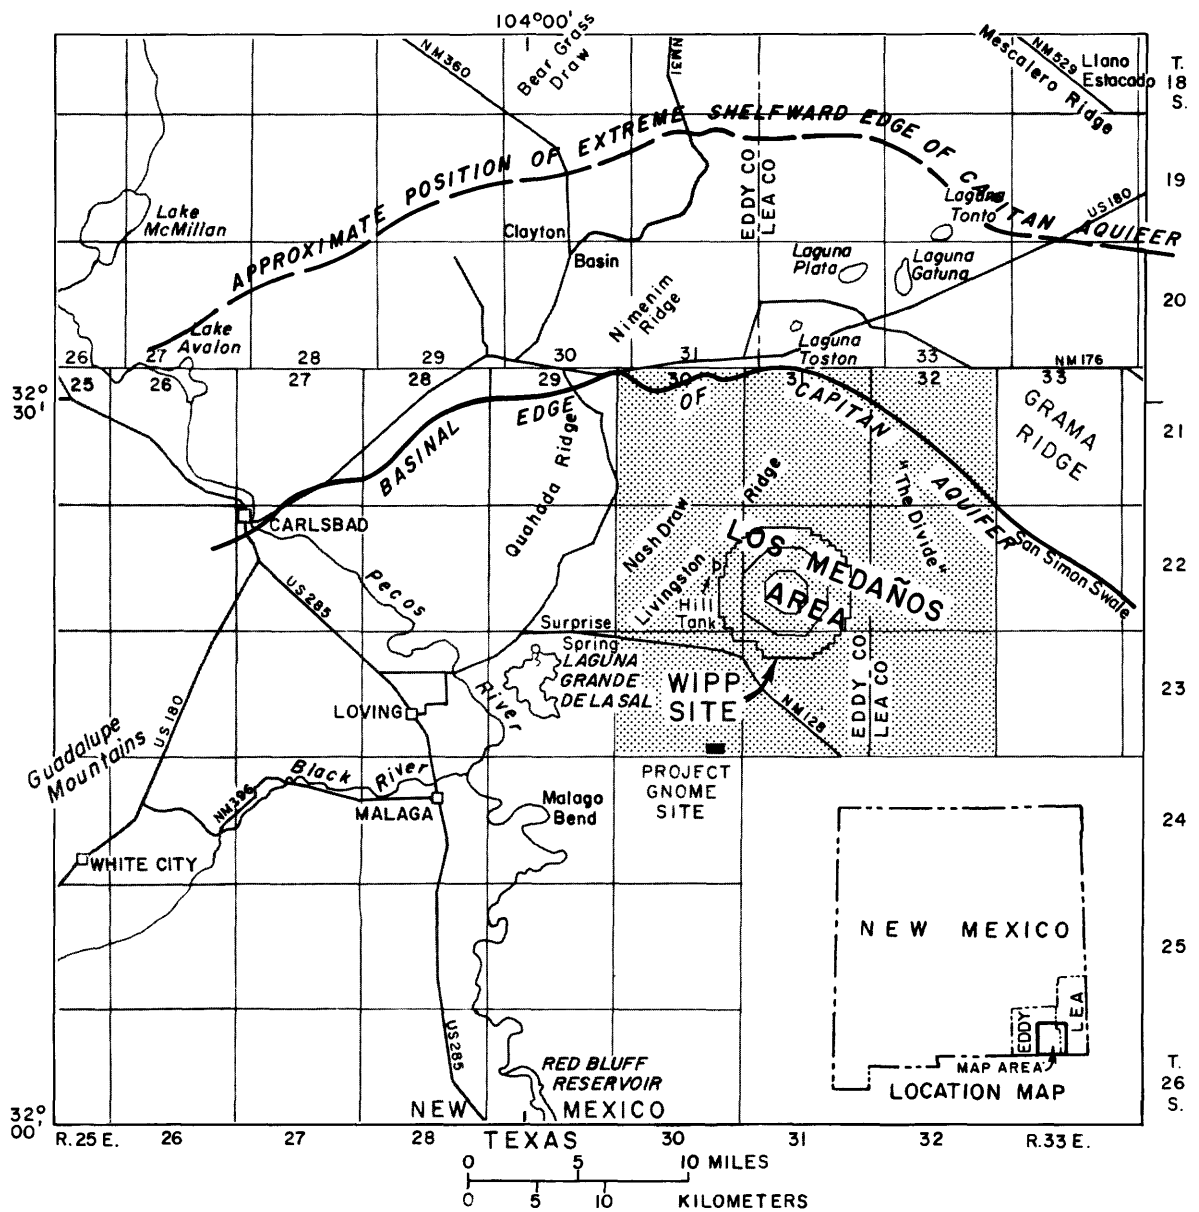 104°00'
NM 360
Bear Grass
Draw
NM31
NM529
Mescalero Ridge
Llano
Estacado
T.
18
S.
APPROXIMATE POSITION OF EXTREME SHELFWARD EDGE OF CAPITAN AQUIEER
EDDY CO
LEA CO
19
Lake
McMillan
Clayton
Basin
Laguna
Tonto
US180
Laguna
Plata
Laguna
Gatuna
20
Nimenim
Ridge
Lake
Avalon
Laguna
Toston
26
27
28
29
30
31
33
NM176
25
26
27
28
29
30
31
32
33
32°
30'
BASINAL EDGE OF CAPITAN AQUIFER
GRAMA
RIDGE
21
Quahada Ridge
Nash Draw
Livingston Ridge
"The Divide"
CARLSBAD
LOS MEDAÑOS
AREA
San Simon Swale
22
Hill
Tank
US285
Pecos
River
Surprise
Spring
LAGUNA
GRANDE
DE LA SAL
WIPP
SITE
NM128
EDDY CO
LEA CO
23
LOVING
US180
Guadalupe
Mountains
Black River
NM396
MALAGA
PROJECT
GNOME
SITE
Malaga
Bend
24
WHITE CITY
NEW MEXICO
25
EDDY
LEA
MAP AREA
LOCATION MAP
US285
RED BLUFF
RESERVOIR
T.
26
S.
32°
00'
NEW MEXICO
TEXAS
R.25 E.
26
27
28
30
31
32
R.33 E.
0 5 10 MILES
0 5 10 KILOMETERS